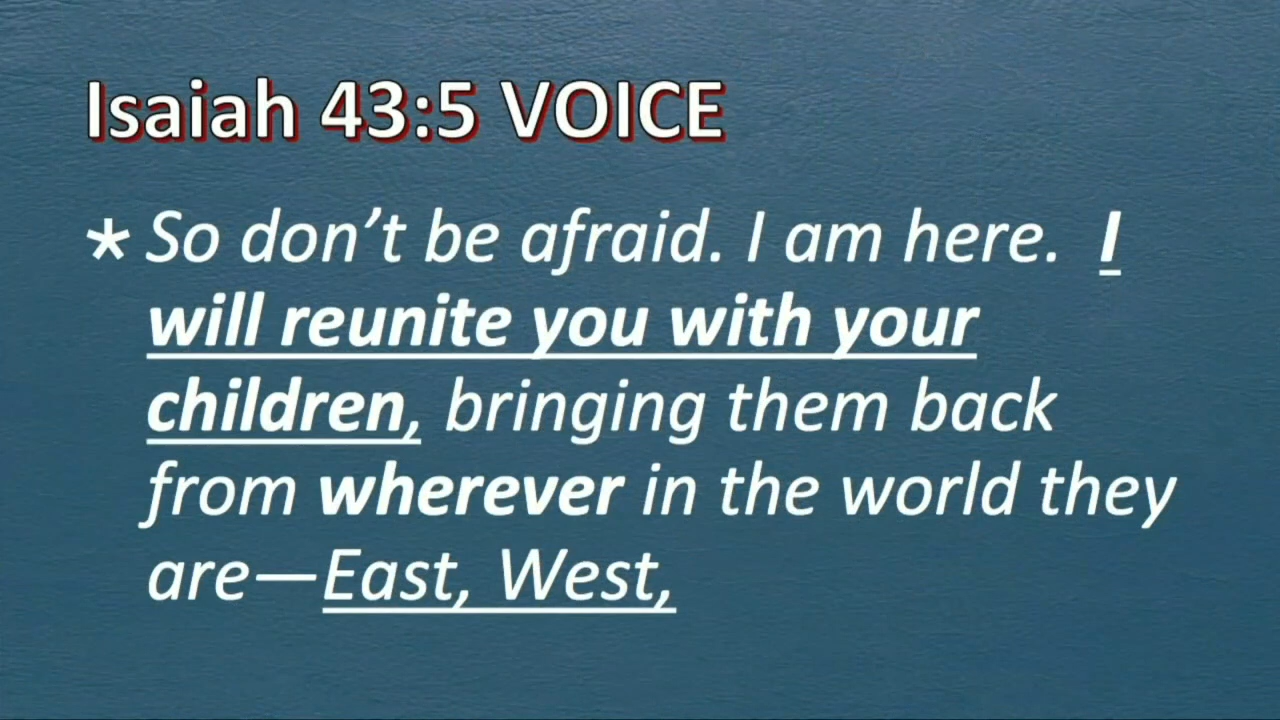 Isaiah 43:5 VOICE
* So don’t be afraid. I am here. I
will reunite you with your
children, bringing them back
from wherever in the world they
are—East, West,